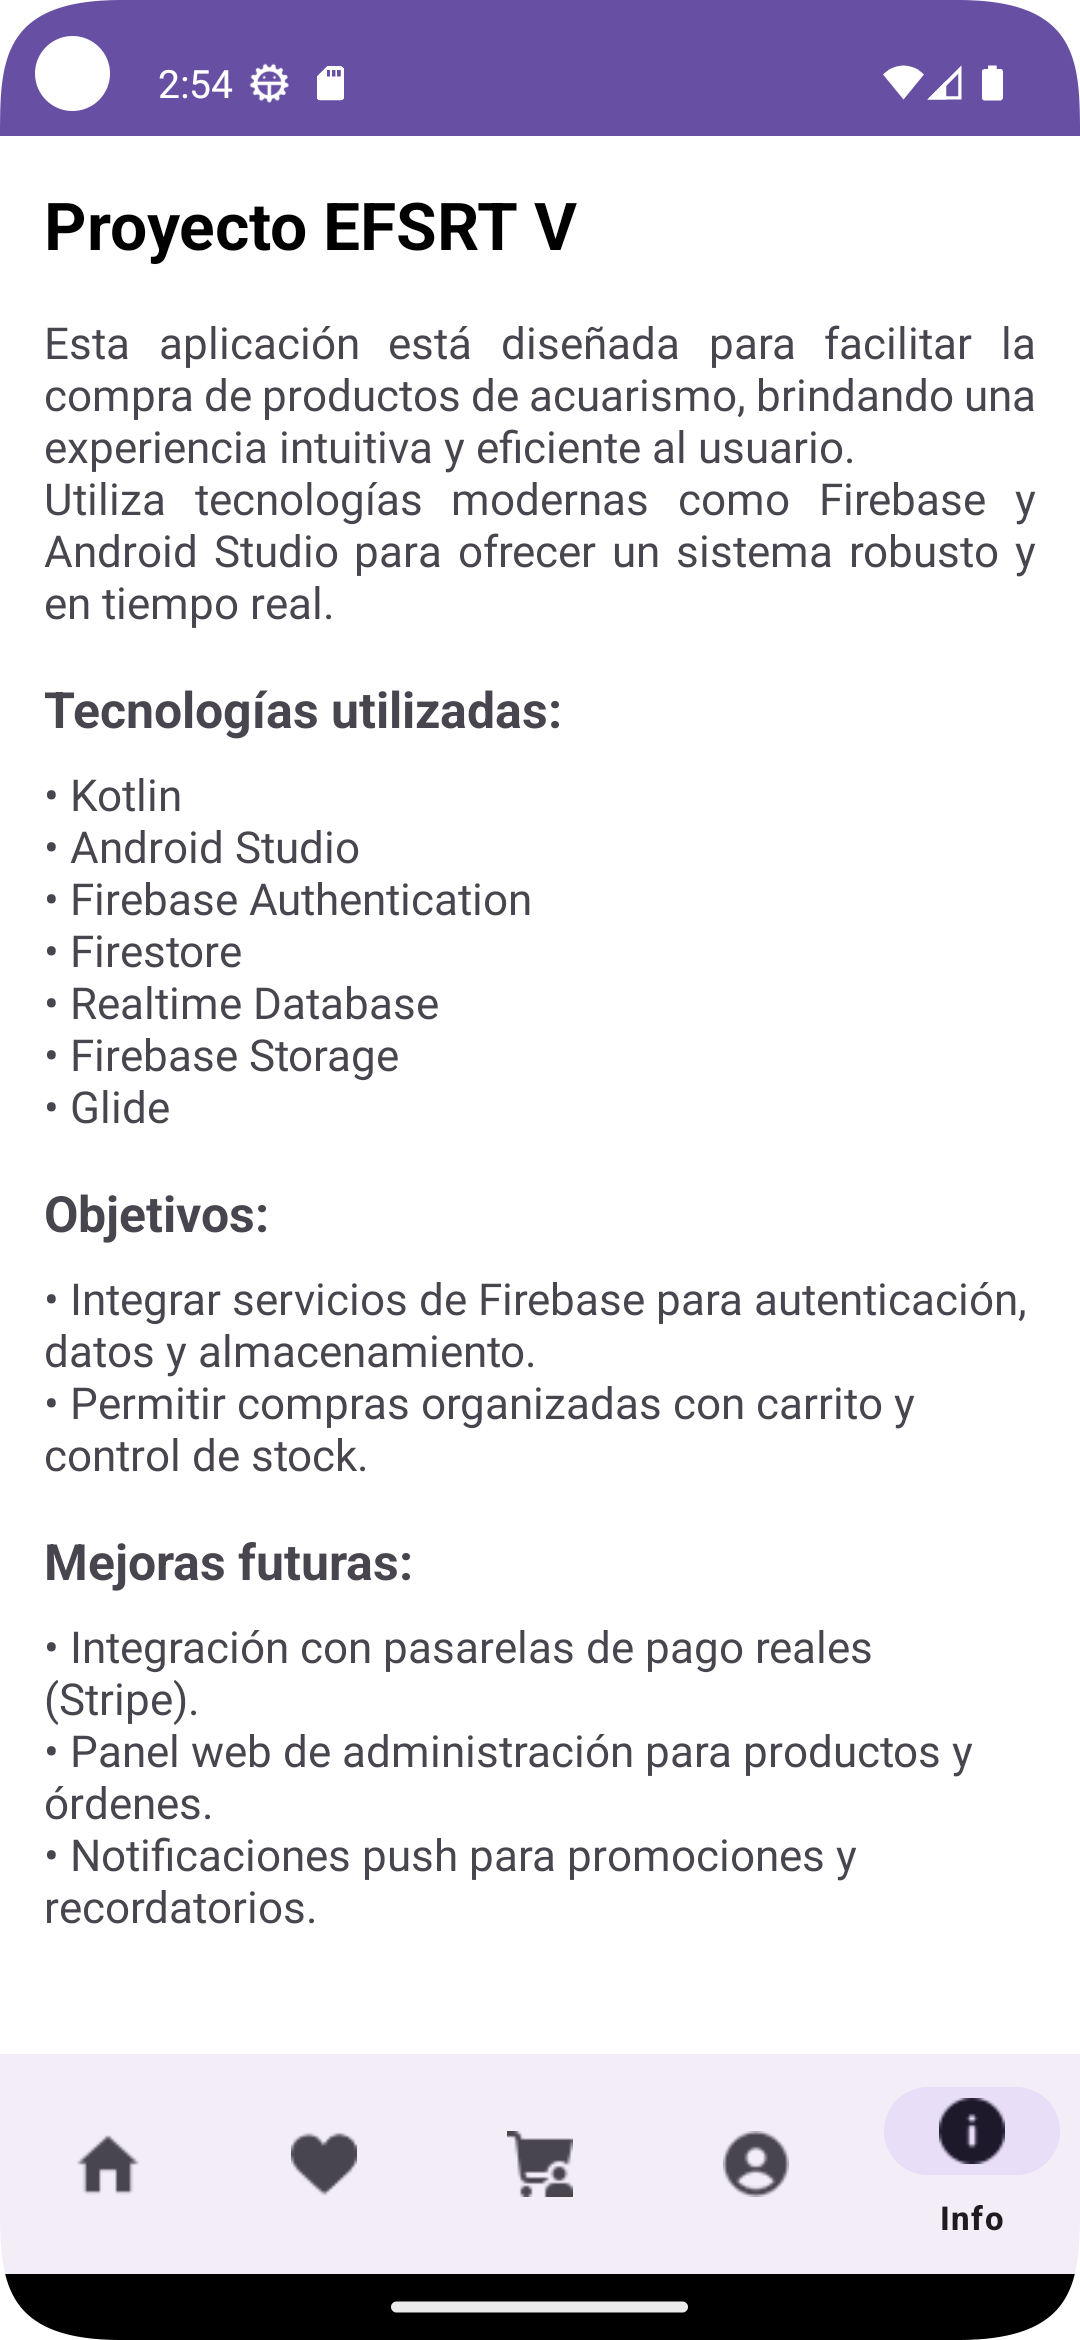 2:54
Proyecto EFSRT V
Esta aplicación está diseñada para facilitar la
compra de productos de acuarismo, brindando una
experiencia intuitiva y eficiente al usuario.
Utiliza tecnologías modernas como Firebase y
Android Studio para ofrecer un sistema robusto y
en tiempo real.
Tecnologías utilizadas:
• Kotlin
• Android Studio
• Firebase Authentication
• Firestore
• Realtime Database
• Firebase Storage
• Glide
Objetivos:
• Integrar servicios de Firebase para autenticación,
datos y almacenamiento.
• Permitir compras organizadas con carrito y
control de stock.
Mejoras futuras:
• Integración con pasarelas de pago reales
(Stripe).
• Panel web de administración para productos y
órdenes.
• Notificaciones push para promociones y
recordatorios.
Info